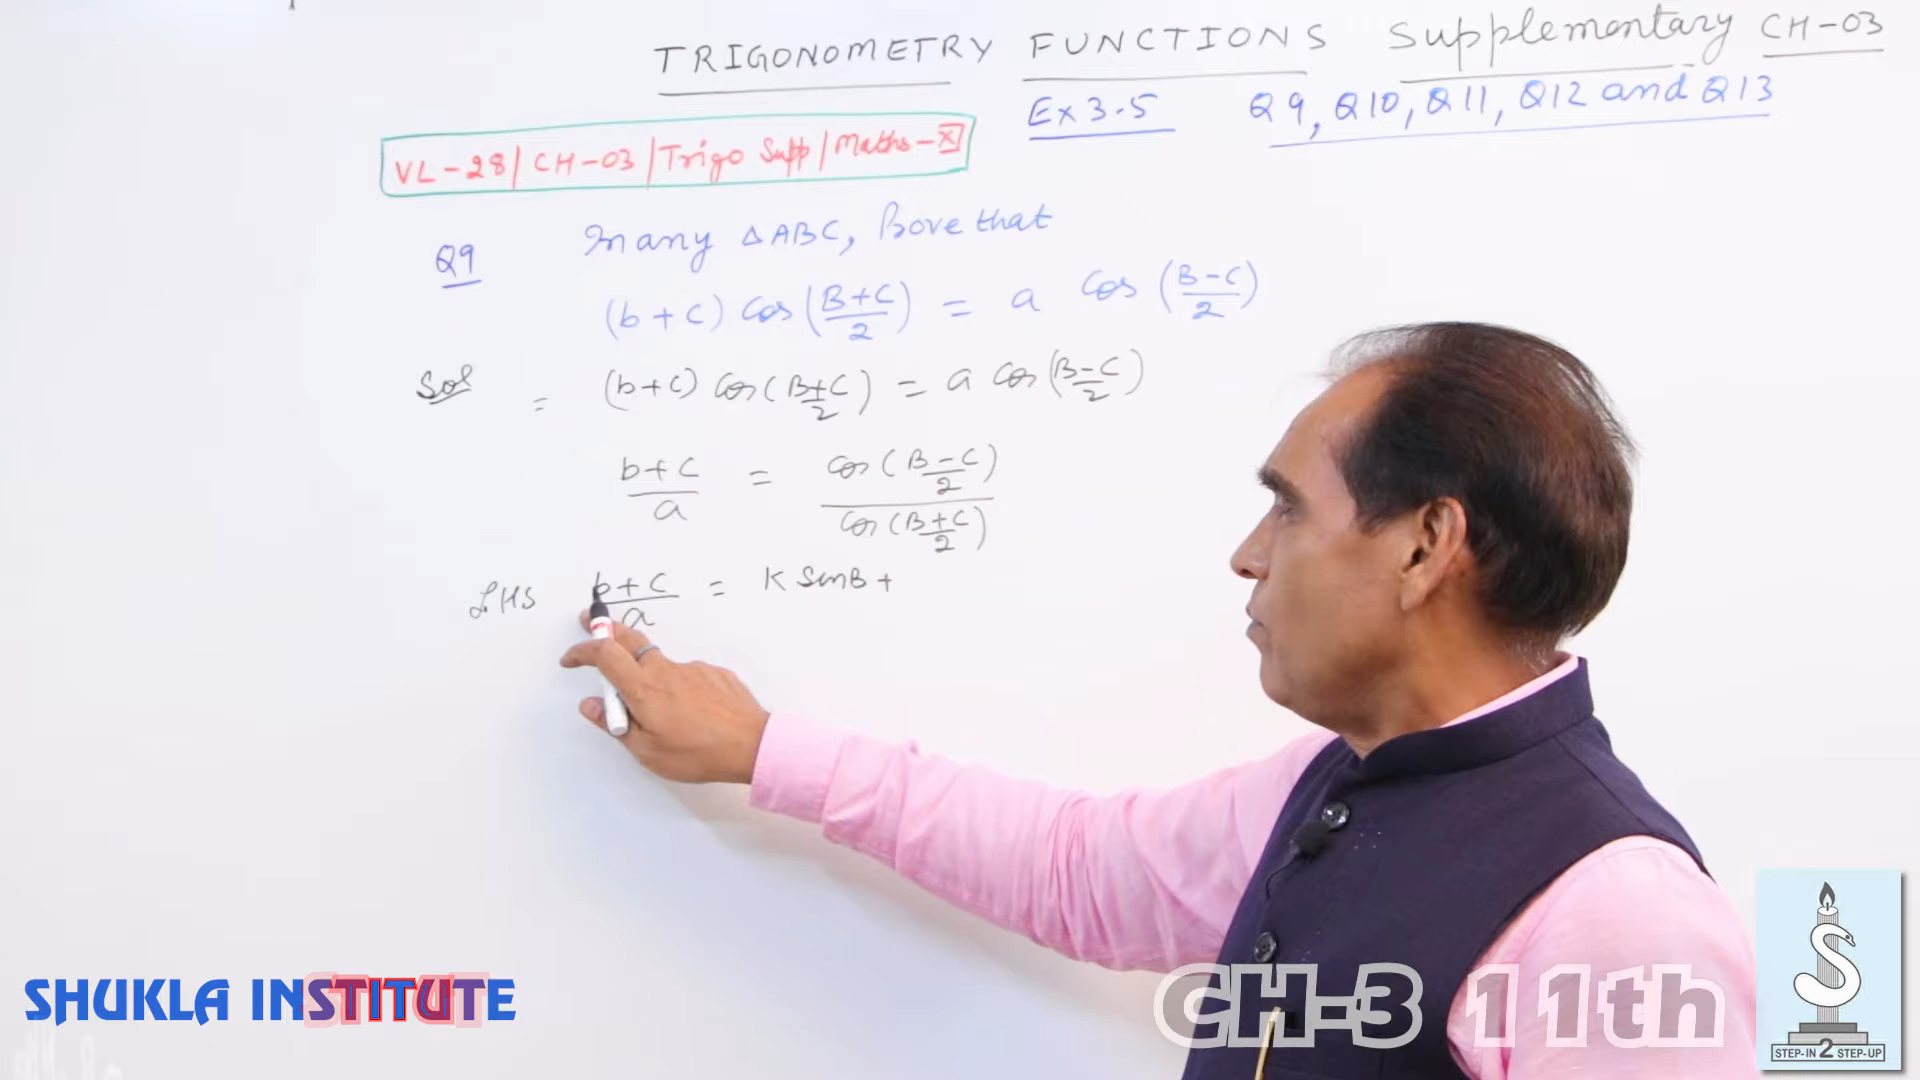 TRIGONOMETRY FUNCTIONS Supplementary CH-03
Ex 3.5 Q9, Q10, Q11, Q12 and Q13
VL-28/CH-03/Trigo Supp/Maths-X
Q9 In any △ABC, Prove that
(b+c) cos(B+C/2) = a cos(B-C/2)
Sol = (b+c) cos(B+C/2) = a cos(B-C/2)
b+c/a = cos(B-C/2)/cos(B+C/2)
LHS b+c/a = K SinB +
SHUKLA INSTITUTE
CH-3 11th
S
STEP-IN 2 STEP-UP